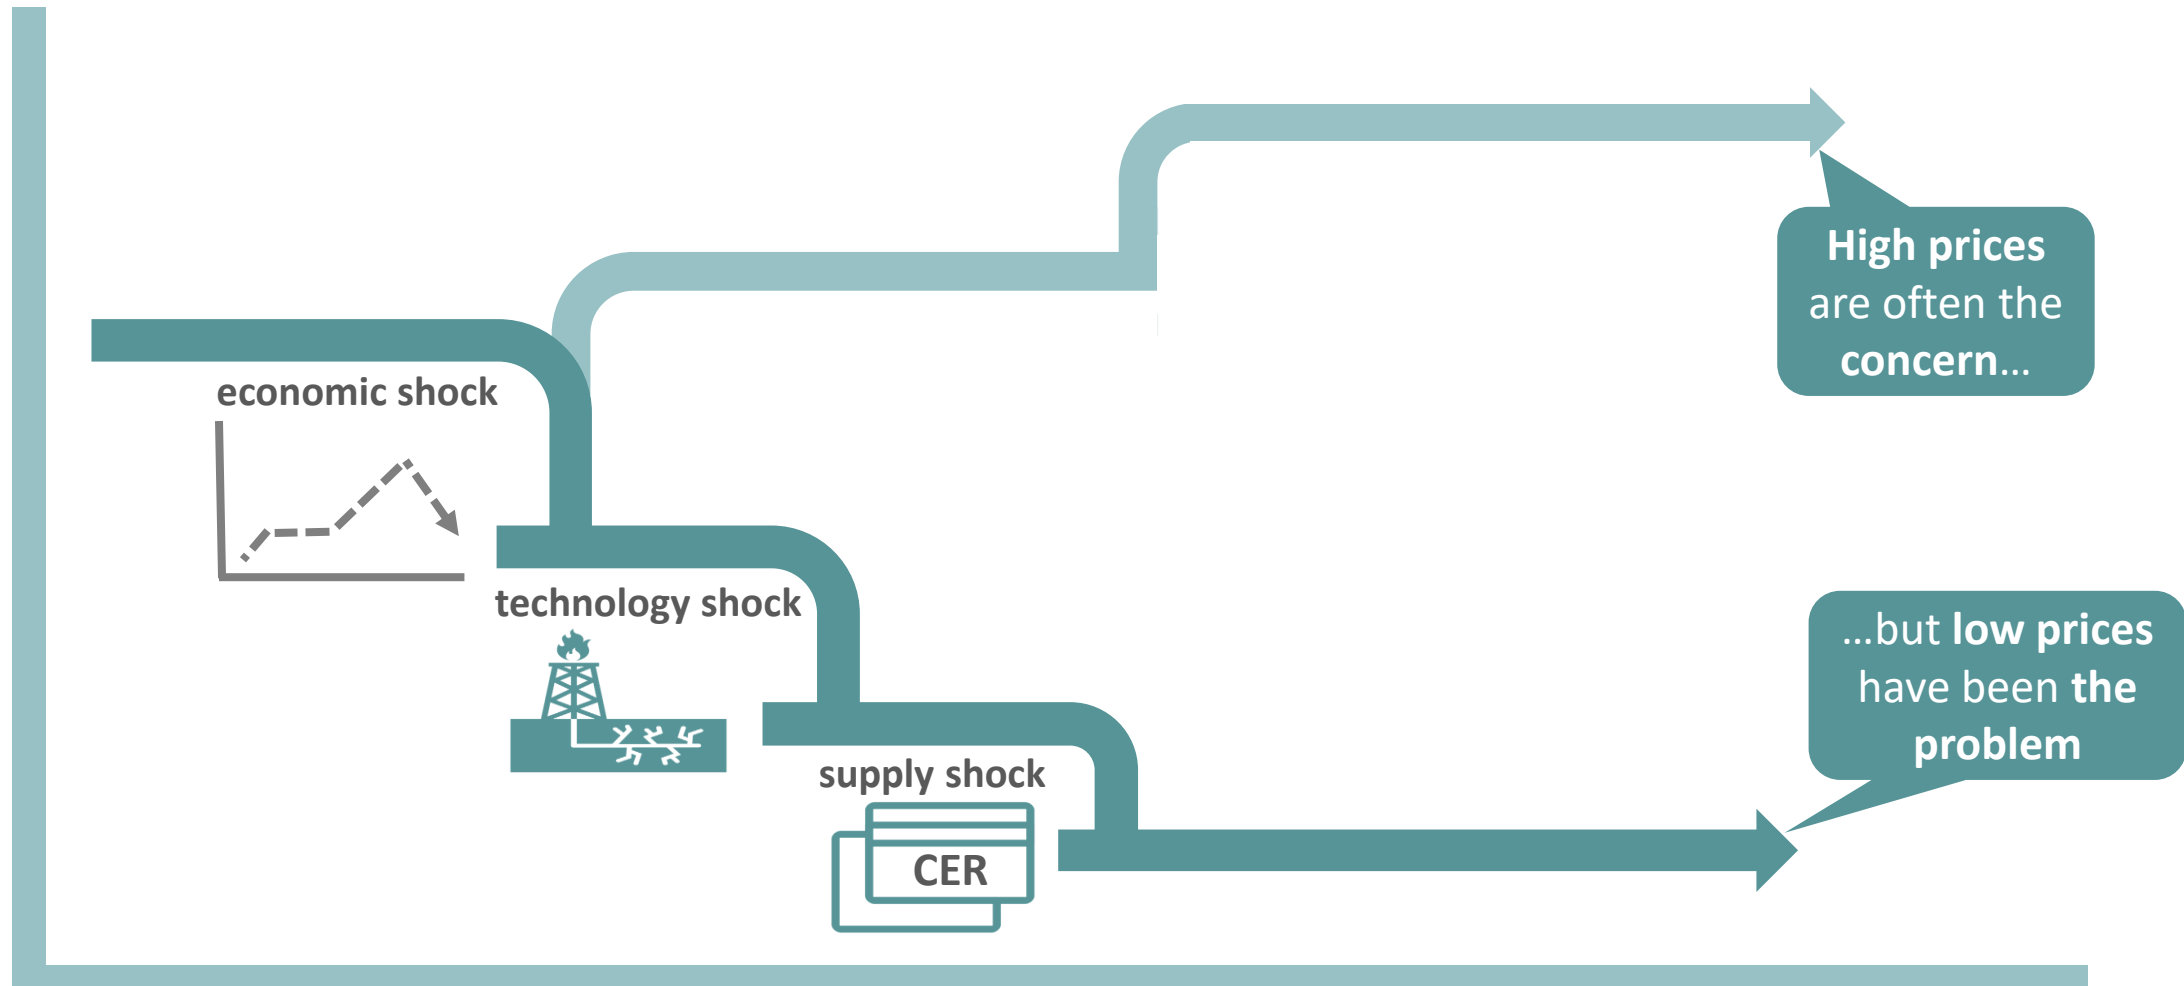 High prices
are often the
concern...
economic shock
technology shock
...but low prices
have been the
problem
supply shock
CER